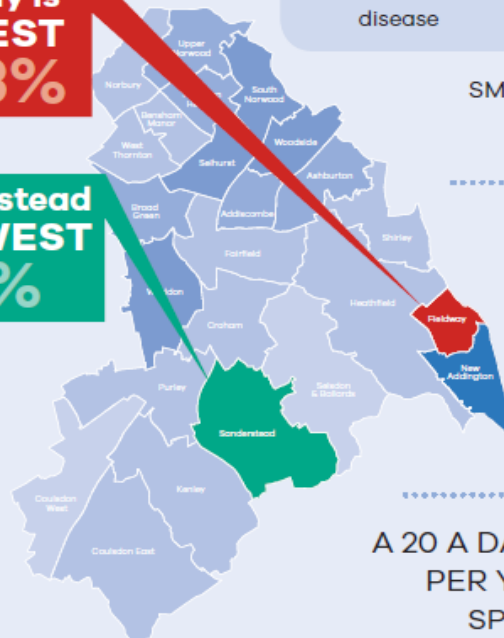 EST
3%
stead
WEST
%
disease
SM
Upper
Norwood
Norbury
South
Norwood
Bensham
Manor
West
Thornton
Woodside
Selhurst
Ashburton
Broad
Green
Addiscombe
Shirley
Fairfield
Heathfield
Croham
Fieldway
New
Addington
Purley
Selsdon
& Ballards
Sanderstead
Kenley
Coulsdon
West
Coulsdon East
A 20 A DA
PER Y
SP